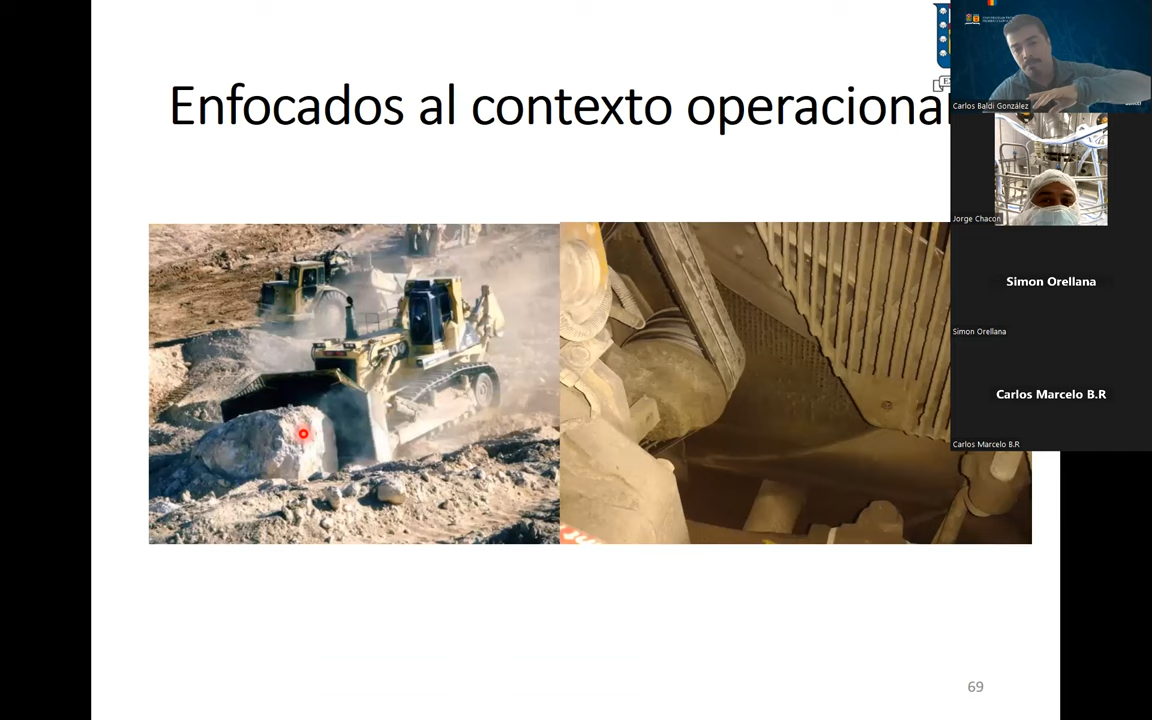 Enfocados al contexto operacional
Carlos Baldi González
Jorge Chacon
Simon Orellana
Simon Orellana
Carlos Marcelo B.R
Carlos Marcelo B.R
69